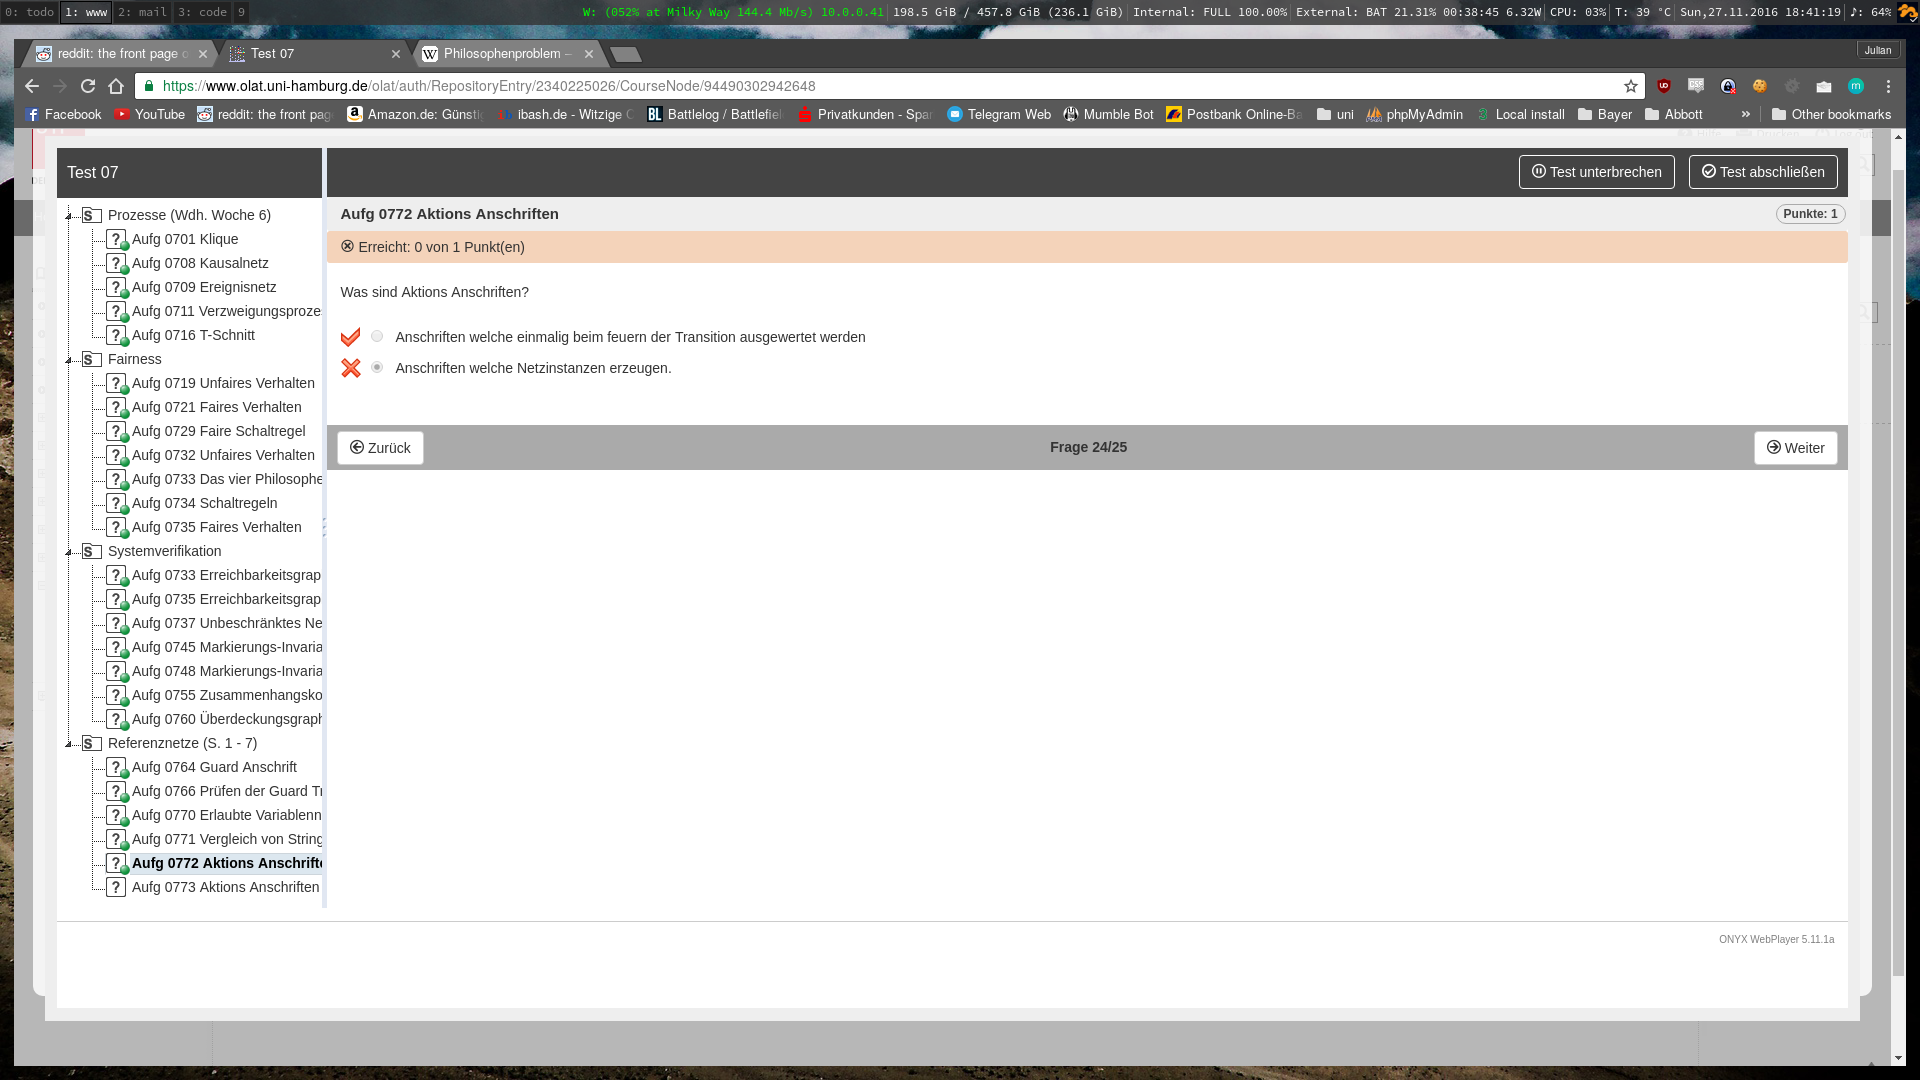 0: todo 1: www 2: mail 3: code 9 W: (052% at Milky Way 144.4 Mb/s) 10.0.0.41 198.5 GiB / 457.8 GiB (236.1 GiB) Internal: FULL 100.00% External: BAT 21.31% 00:38:45 6.32W CPU: 03% T: 39 °C Sun,27.11.2016 18:41:19 ♪: 64%
reddit: the front page o Test 07 Philosophenproblem – Julian
https://www.olat.uni-hamburg.de/olat/auth/RepositoryEntry/2340225026/CourseNode/94490302942648
Facebook YouTube reddit: the front pag Amazon.de: Günsti ibash.de - Witzige C Battlelog / Battlefiel Privatkunden - Spar Telegram Web Mumble Bot Postbank Online-Ba uni phpMyAdmin Local install Bayer Abbott » Other bookmarks
Test 07 Test unterbrechen Test abschließen
Prozesse (Wdh. Woche 6)
Aufg 0701 Klique
Aufg 0708 Kausalnetz
Aufg 0709 Ereignisnetz
Aufg 0711 Verzweigungsprozes
Aufg 0716 T-Schnitt
Fairness
Aufg 0719 Unfaires Verhalten
Aufg 0721 Faires Verhalten
Aufg 0729 Faire Schaltregel
Aufg 0732 Unfaires Verhalten
Aufg 0733 Das vier Philosophe
Aufg 0734 Schaltregeln
Aufg 0735 Faires Verhalten
Systemverifikation
Aufg 0733 Erreichbarkeitsgrap
Aufg 0735 Erreichbarkeitsgrap
Aufg 0737 Unbeschränktes Ne
Aufg 0745 Markierungs-Invaria
Aufg 0748 Markierungs-Invaria
Aufg 0755 Zusammenhangsko
Aufg 0760 Überdeckungsgraph
Referenznetze (S. 1 - 7)
Aufg 0764 Guard Anschrift
Aufg 0766 Prüfen der Guard Tr
Aufg 0770 Erlaubte Variablenn
Aufg 0771 Vergleich von String
Aufg 0772 Aktions Anschrifte
Aufg 0773 Aktions Anschriften
Aufg 0772 Aktions Anschriften Punkte: 1
Erreicht: 0 von 1 Punkt(en)
Was sind Aktions Anschriften?
Anschriften welche einmalig beim feuern der Transition ausgewertet werden
Anschriften welche Netzinstanzen erzeugen.
Zurück Frage 24/25 Weiter
ONYX WebPlayer 5.11.1a